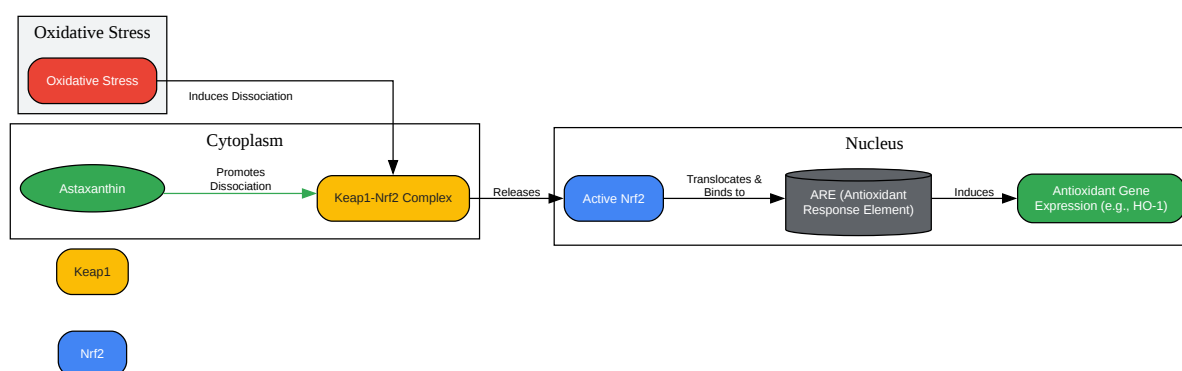 Oxidative Stress
Oxidative Stress
Induces Dissociation
Cytoplasm
Astaxanthin
Promotes
Dissociation
Keap1-Nrf2 Complex
Releases
Nucleus
Active Nrf2
Translocates &
Binds to
ARE (Antioxidant
Response Element)
Induces
Antioxidant Gene
Expression (e.g., HO-1)
Keap1
Nrf2